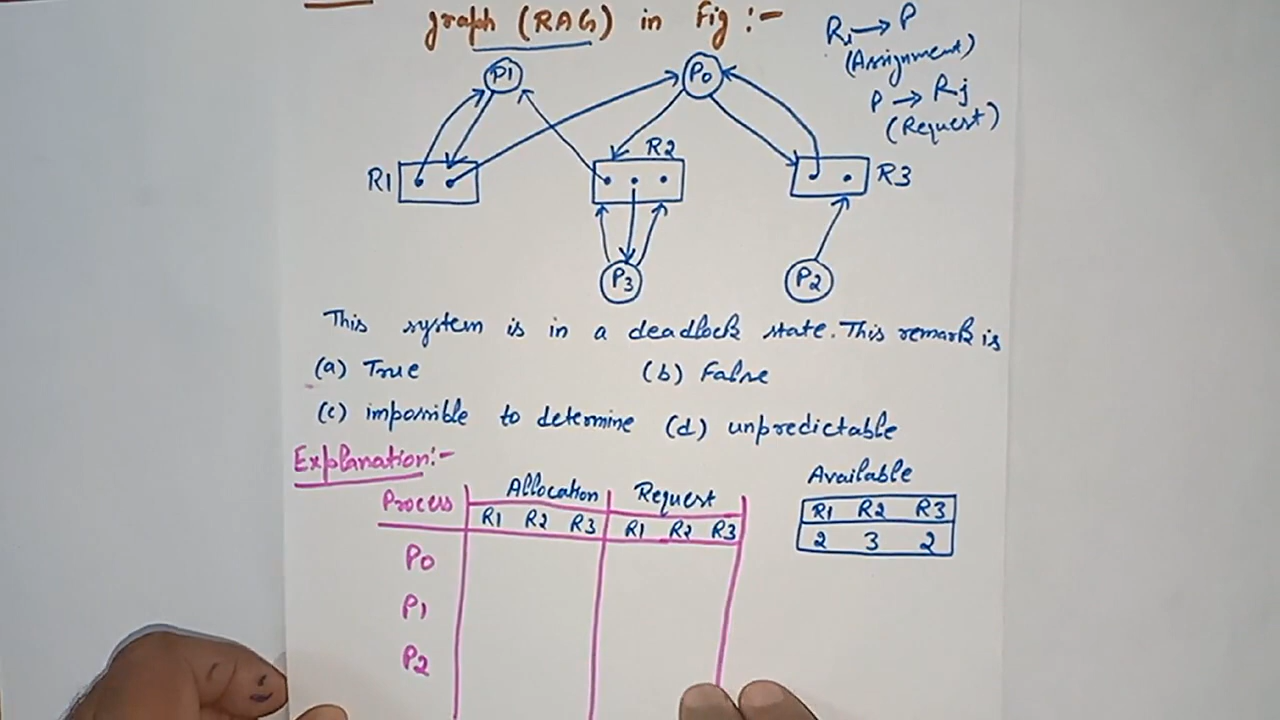 graph (RAG) in Fig :-
Ri → P
(Assignment)
P → Rj
(Request)
P1
P0
R1
R2
R3
P3
P2
This system is in a deadlock state. This remark is
(a) True (b) False
(c) impossible to determine (d) unpredictable
Explanation:-
Process Allocation Request
R1 R2 R3 R1 R2 R3
P0
P1
P2
Available
R1 R2 R3
2 3 2